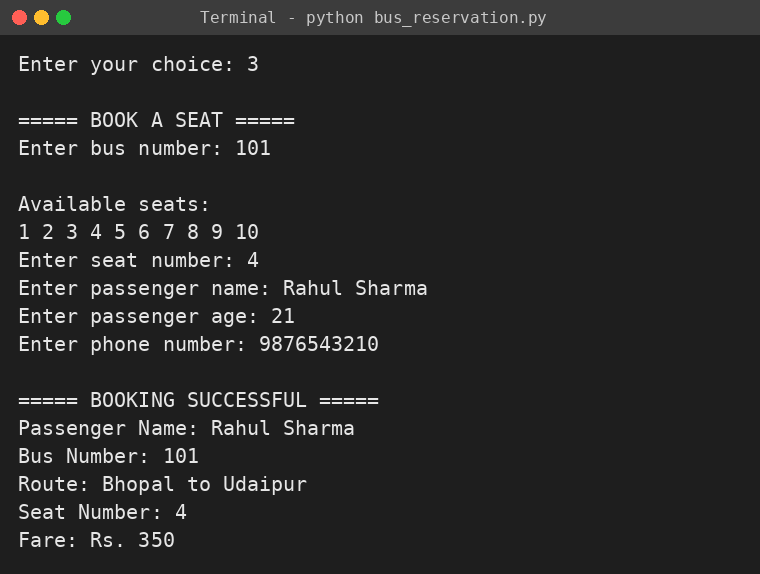 Terminal - python bus_reservation.py
Enter your choice: 3
===== BOOK A SEAT =====
Enter bus number: 101
Available seats:
1 2 3 4 5 6 7 8 9 10
Enter seat number: 4
Enter passenger name: Rahul Sharma
Enter passenger age: 21
Enter phone number: 9876543210
===== BOOKING SUCCESSFUL =====
Passenger Name: Rahul Sharma
Bus Number: 101
Route: Bhopal to Udaipur
Seat Number: 4
Fare: Rs. 350